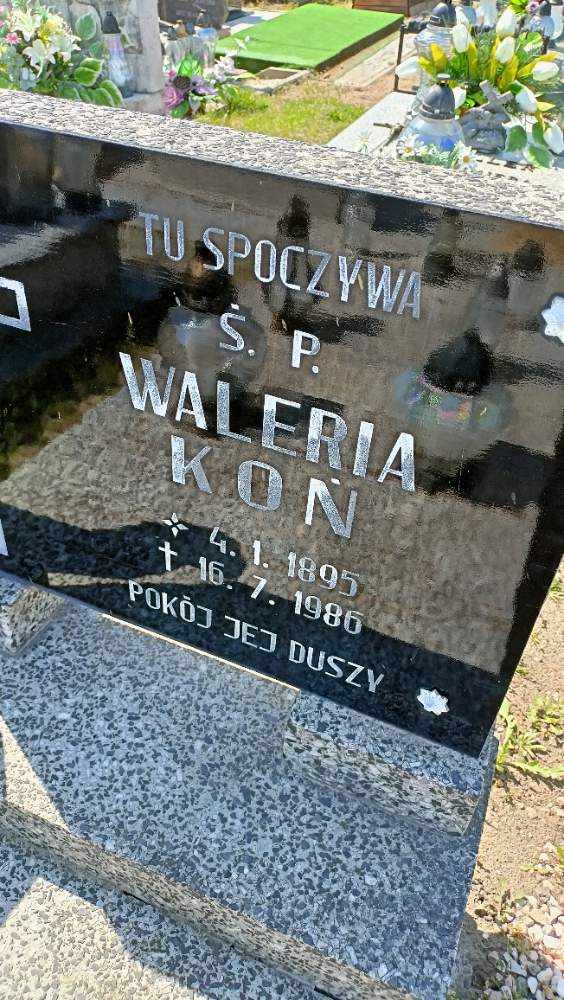 TU SPOCZYWA
Ś. P.
WALERIA
KOŃ
4. 1. 1895
† 16. 7. 1986
POKÓJ JEJ DUSZY